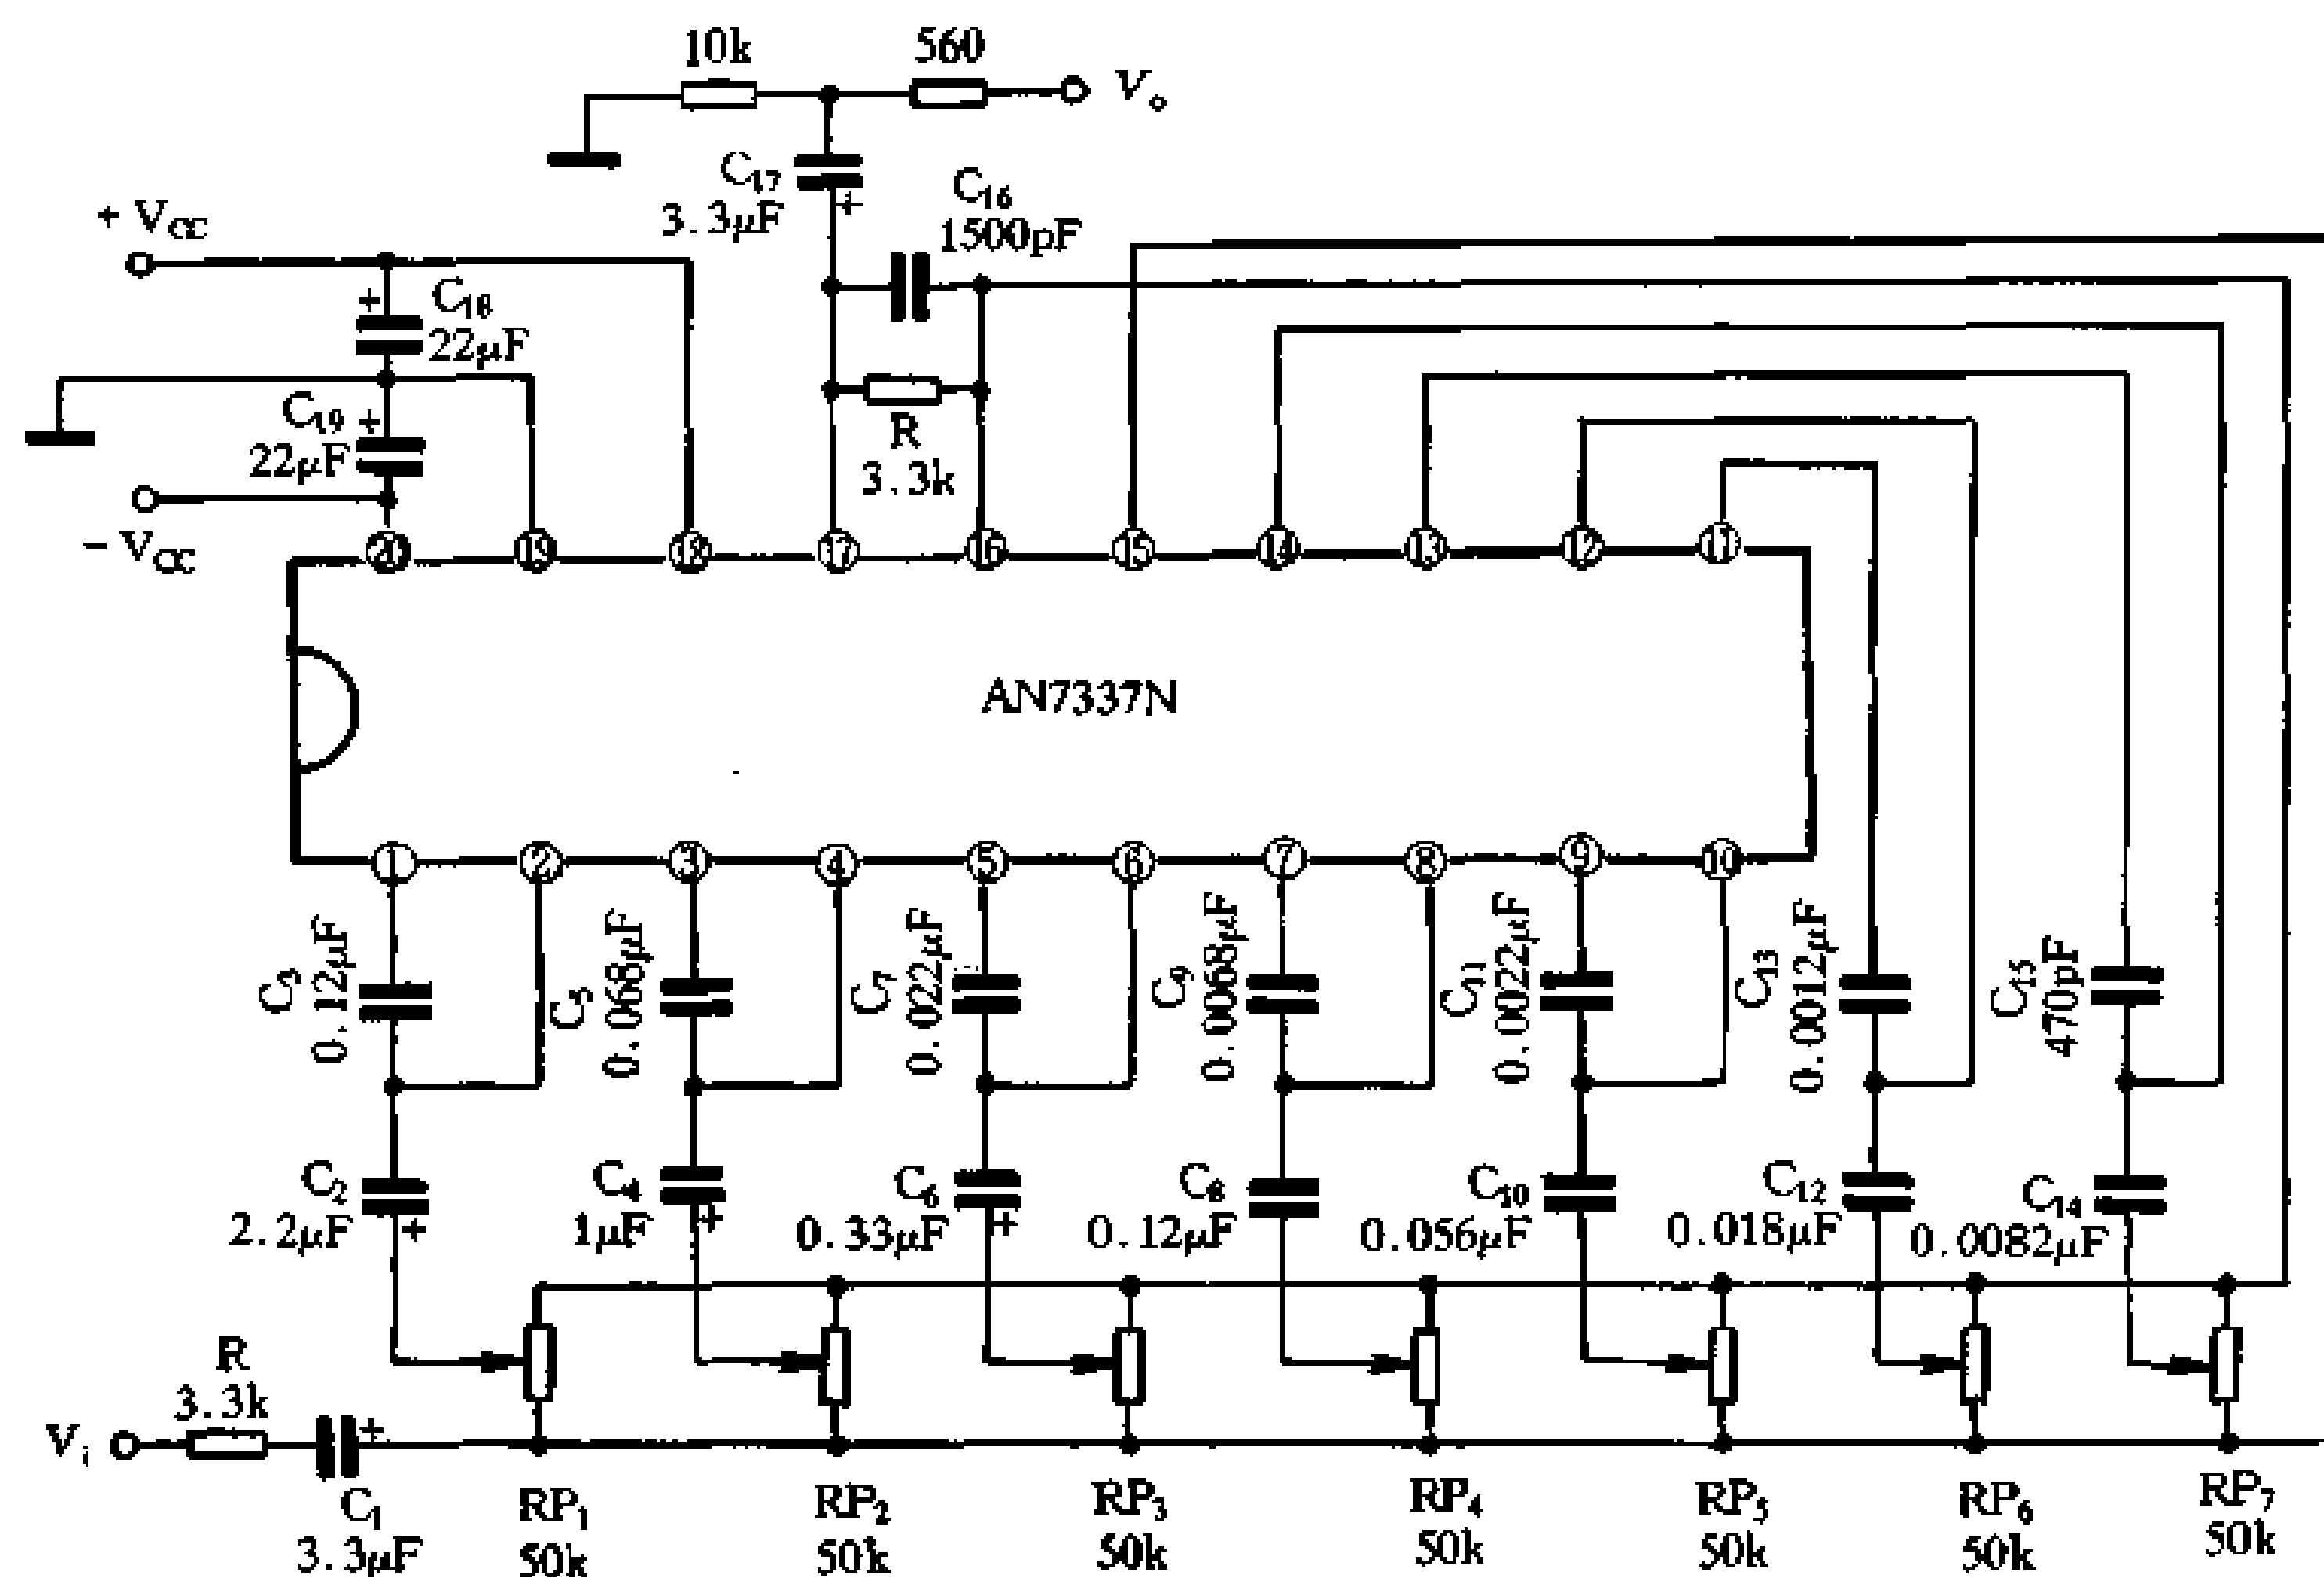 10k
560
Vo
C17
3.3μF
C16
1500pF
+ VCC
C18
22μF
C19
22μF
− VCC
R
3.3k
20 19 18 17 16 15 14 13 12 11
AN7337N
1 2 3 4 5 6 7 8 9 10
C3
0.12μF
C5
0.068μF
C7
0.022μF
C9
0.0068μF
C11
0.0022μF
C13
0.0012μF
C15
470pF
C2
2.2μF
C4
1μF
C6
0.33μF
C8
0.12μF
C10
0.056μF
C12
0.018μF
C14
0.0082μF
R
3.3k
Vi
C1
3.3μF
RP1
50k
RP2
50k
RP3
50k
RP4
50k
RP5
50k
RP6
50k
RP7
50k